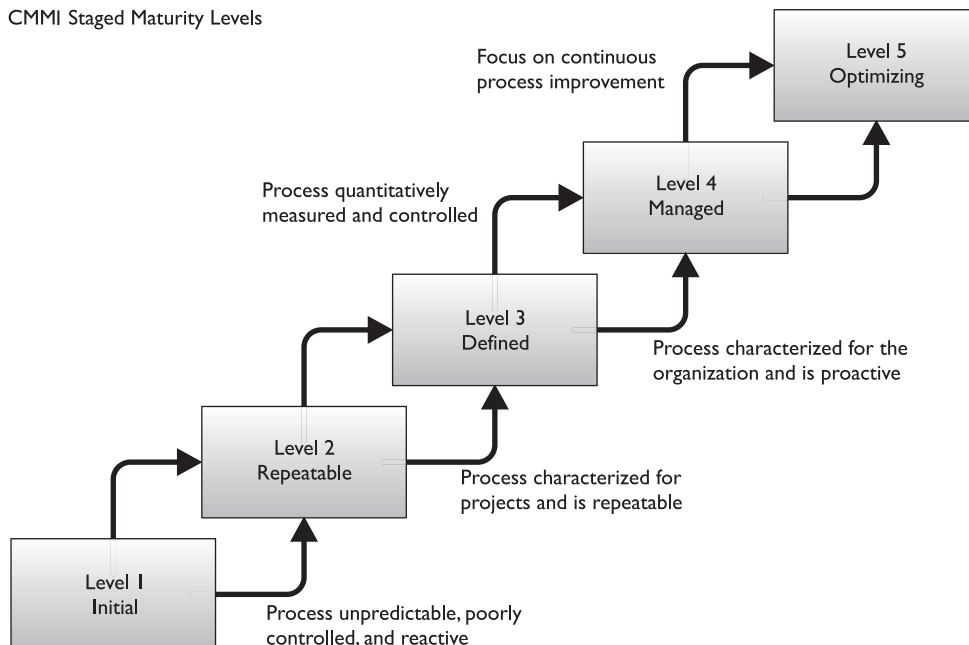 CMMI Staged Maturity Levels
Level 5
Optimizing
Focus on continuous
process improvement
Level 4
Managed
Process quantitatively
measured and controlled
Level 3
Defined
Process characterized for the
organization and is proactive
Level 2
Repeatable
Process characterized for
projects and is repeatable
Level 1
Initial
Process unpredictable, poorly
controlled, and reactive